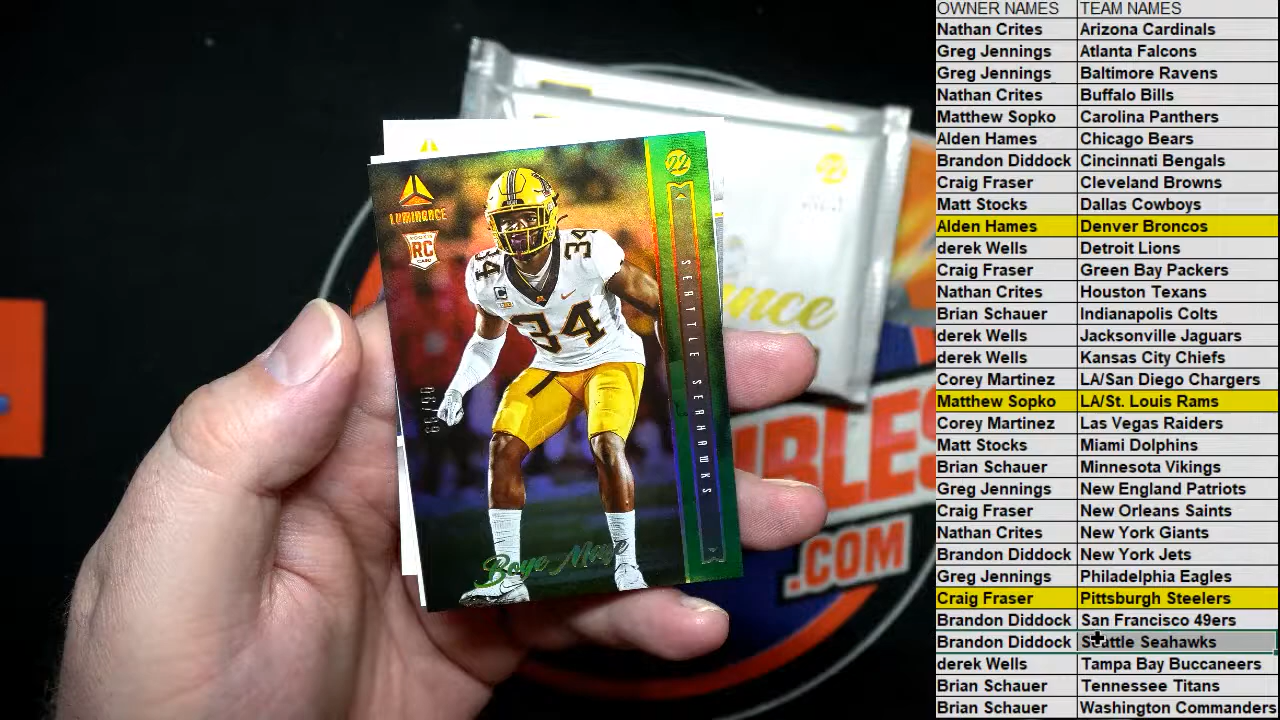 LUMINANCE
ROOKIE
RC
CARD
22
SEATTLE SEAHAWKS
34
34
34
C
Boye Mafe
nce
BLES
.COM
OWNER NAMES TEAM NAMES
Nathan Crites Arizona Cardinals
Greg Jennings Atlanta Falcons
Greg Jennings Baltimore Ravens
Nathan Crites Buffalo Bills
Matthew Sopko Carolina Panthers
Alden Hames Chicago Bears
Brandon Diddock Cincinnati Bengals
Craig Fraser Cleveland Browns
Matt Stocks Dallas Cowboys
Alden Hames Denver Broncos
derek Wells Detroit Lions
Craig Fraser Green Bay Packers
Nathan Crites Houston Texans
Brian Schauer Indianapolis Colts
derek Wells Jacksonville Jaguars
derek Wells Kansas City Chiefs
Corey Martinez LA/San Diego Chargers
Matthew Sopko LA/St. Louis Rams
Corey Martinez Las Vegas Raiders
Matt Stocks Miami Dolphins
Brian Schauer Minnesota Vikings
Greg Jennings New England Patriots
Craig Fraser New Orleans Saints
Nathan Crites New York Giants
Brandon Diddock New York Jets
Greg Jennings Philadelphia Eagles
Craig Fraser Pittsburgh Steelers
Brandon Diddock San Francisco 49ers
Brandon Diddock Seattle Seahawks
derek Wells Tampa Bay Buccaneers
Brian Schauer Tennessee Titans
Brian Schauer Washington Commanders